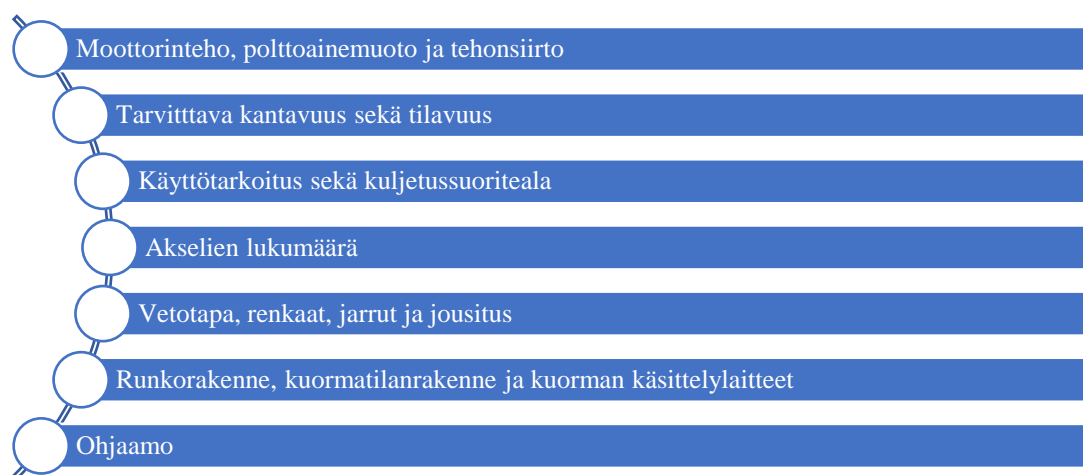 Moottorinteho, polttoainemuoto ja tehonsiirto
Tarvitttava kantavuus sekä tilavuus
Käyttötarkoitus sekä kuljetussuoriteala
Akselien lukumäärä
Vetotapa, renkaat, jarrut ja jousitus
Runkorakenne, kuormatilanrakenne ja kuorman käsittelylaitteet
Ohjaamo